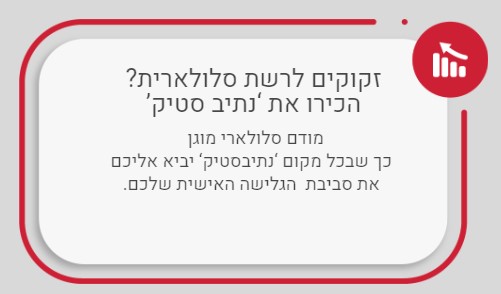 זקוקים לרשת סלולארית?
הכירו את ‘נתיב סטיק’
מודם סלולארי מוגן
כך שבכל מקום ‘נתיבסטיק‘ יביא אליכם
את סביבת  הגלישה האישית שלכם.